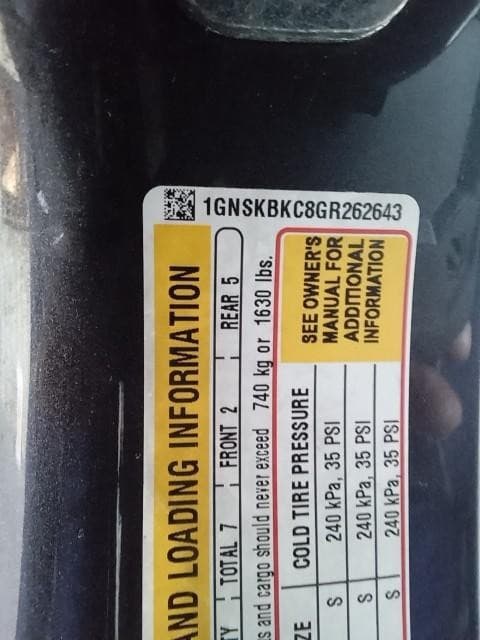 1GNSKBKC8GR262643
AND LOADING INFORMATION
TY TOTAL 7 FRONT 2 REAR 5
s and cargo should never exceed 740 kg or 1630 lbs.
ZE COLD TIRE PRESSURE
S 240 kPa, 35 PSI
S 240 kPa, 35 PSI
S 240 kPa, 35 PSI
SEE OWNER'S
MANUAL FOR
ADDITIONAL
INFORMATION